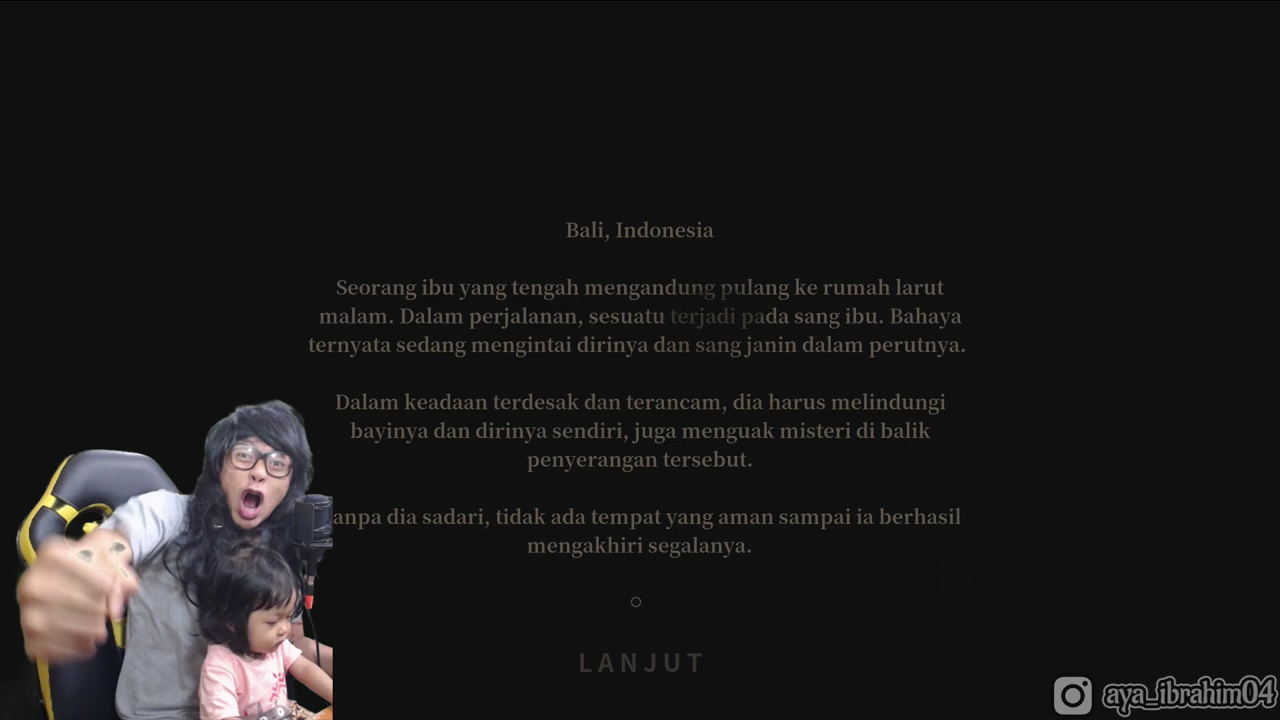 Bali, Indonesia
Seorang ibu yang tengah mengandung pulang ke rumah larut
malam. Dalam perjalanan, sesuatu terjadi pada sang ibu. Bahaya
ternyata sedang mengintai dirinya dan sang janin dalam perutnya.
Dalam keadaan terdesak dan terancam, dia harus melindungi
bayinya dan dirinya sendiri, juga menguak misteri di balik
penyerangan tersebut.
anpa dia sadari, tidak ada tempat yang aman sampai ia berhasil
mengakhiri segalanya.
LANJUT
aya_ibrahim04